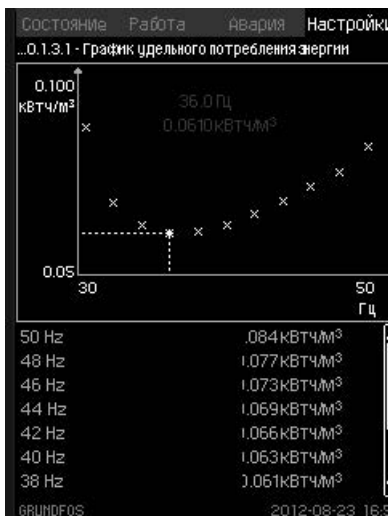 Состояние Работа Авария Настройки
...0.1.3.1 - График удельного потребления энергии
0.100
кВтч/м³
36.0 Гц
0.0610 кВтч/м³
0.05
30
50
Гц
50 Hz .084 кВтч/м³
48 Hz .077 кВтч/м³
46 Hz .073 кВтч/м³
44 Hz .069 кВтч/м³
42 Hz .066 кВтч/м³
40 Hz .063 кВтч/м³
38 Hz .061 кВтч/м³
GRUNDFOS 2012-08-23 16:3